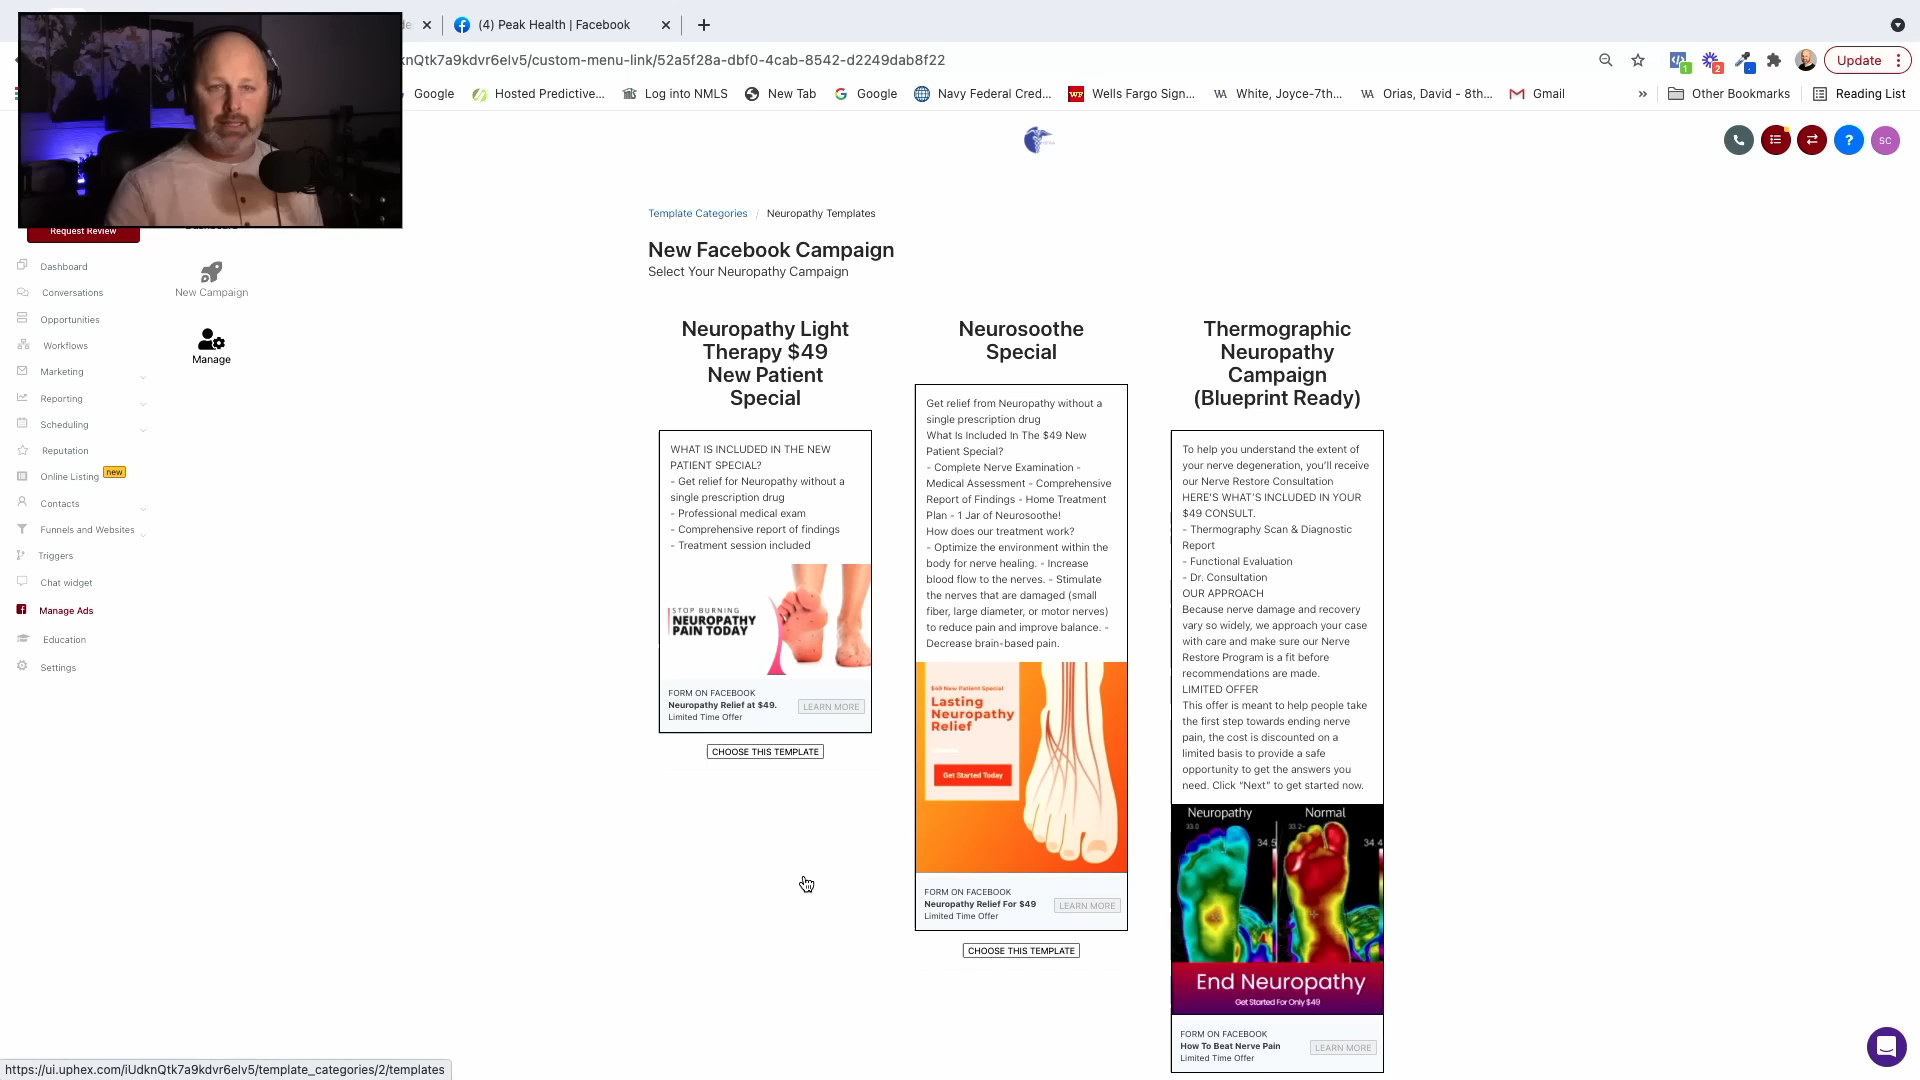 (4) Peak Health | Facebook
knQtk7a9kdvr6elv5/custom-menu-link/52a5f28a-dbf0-4cab-8542-d2249dab8f22
1
2
Update
Google
Hosted Predictive...
Log into NMLS
New Tab
Google
Navy Federal Cred...
Wells Fargo Sign...
White, Joyce-7th...
Orias, David - 8th...
Gmail
»
Other Bookmarks
Reading List
?
SC
Request Review
Dashboard
Conversations
Opportunities
Workflows
Marketing
Reporting
Scheduling
Reputation
Online Listing
new
Contacts
Funnels and Websites
Triggers
Chat widget
Manage Ads
Education
Settings
New Campaign
Manage
Template Categories / Neuropathy Templates
New Facebook Campaign
Select Your Neuropathy Campaign
Neuropathy Light
Therapy $49
New Patient
Special
WHAT IS INCLUDED IN THE NEW
PATIENT SPECIAL?
- Get relief for Neuropathy without a
single prescription drug
- Professional medical exam
- Comprehensive report of findings
- Treatment session included
STOP BURNING
NEUROPATHY
PAIN TODAY
FORM ON FACEBOOK
Neuropathy Relief at $49.
Limited Time Offer
LEARN MORE
CHOOSE THIS TEMPLATE
Neurosoothe
Special
Get relief from Neuropathy without a
single prescription drug
What Is Included In The $49 New
Patient Special?
- Complete Nerve Examination -
Medical Assessment - Comprehensive
Report of Findings - Home Treatment
Plan - 1 Jar of Neurosoothe!
How does our treatment work?
- Optimize the environment within the
body for nerve healing. - Increase
blood flow to the nerves. - Stimulate
the nerves that are damaged (small
fiber, large diameter, or motor nerves)
to reduce pain and improve balance. -
Decrease brain-based pain.
$49 New Patient Special
Lasting
Neuropathy
Relief
Get Started Today
FORM ON FACEBOOK
Neuropathy Relief For $49
Limited Time Offer
LEARN MORE
CHOOSE THIS TEMPLATE
Thermographic
Neuropathy
Campaign
(Blueprint Ready)
To help you understand the extent of
your nerve degeneration, you'll receive
our Nerve Restore Consultation
HERE'S WHAT'S INCLUDED IN YOUR
$49 CONSULT.
- Thermography Scan & Diagnostic
Report
- Functional Evaluation
- Dr. Consultation
OUR APPROACH
Because nerve damage and recovery
vary so widely, we approach your case
with care and make sure our Nerve
Restore Program is a fit before
recommendations are made.
LIMITED OFFER
This offer is meant to help people take
the first step towards ending nerve
pain, the cost is discounted on a
limited basis to provide a safe
opportunity to get the answers you
need. Click "Next" to get started now.
Neuropathy
Normal
33.0
34.5
33.2
34.4
End Neuropathy
Get Started For Only $49
FORM ON FACEBOOK
How To Beat Nerve Pain
Limited Time Offer
LEARN MORE
https://ui.uphex.com/iUdknQtk7a9kdvr6elv5/template_categories/2/templates